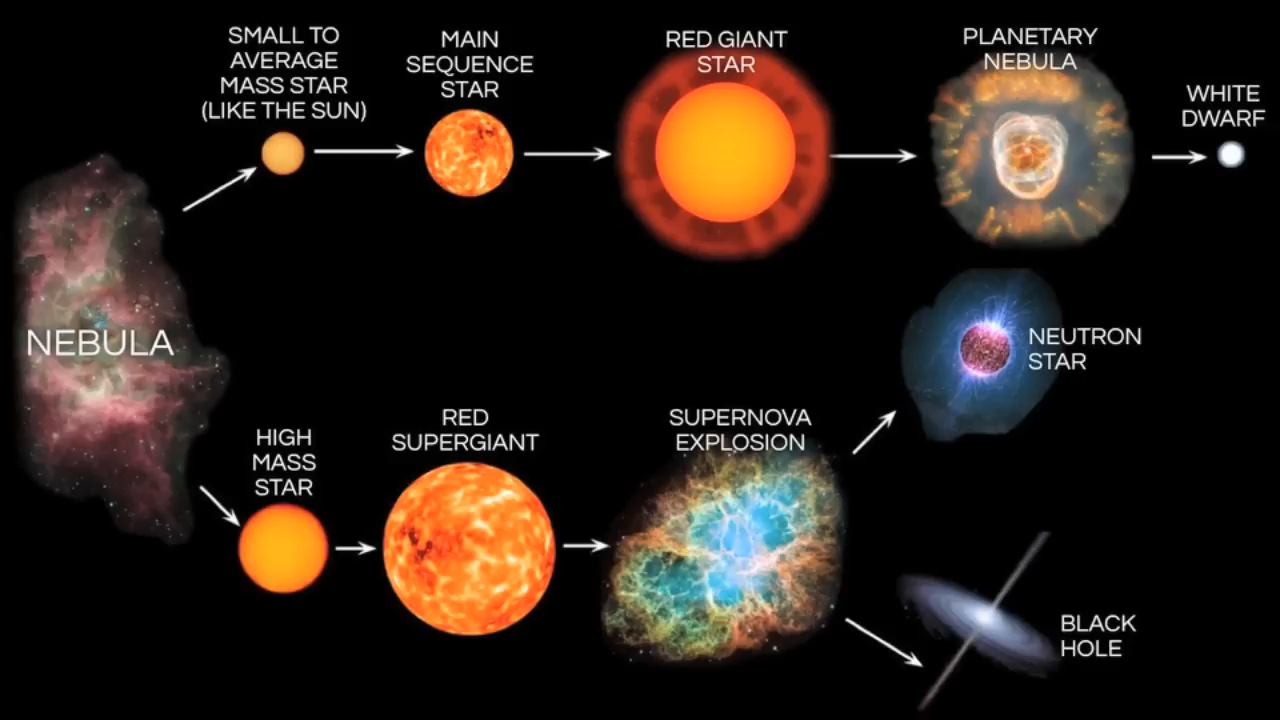 SMALL TO
AVERAGE
MASS STAR
(LIKE THE SUN)
MAIN
SEQUENCE
STAR
RED GIANT
STAR
PLANETARY
NEBULA
WHITE
DWARF
NEBULA
NEUTRON
STAR
HIGH
MASS
STAR
RED
SUPERGIANT
SUPERNOVA
EXPLOSION
BLACK
HOLE